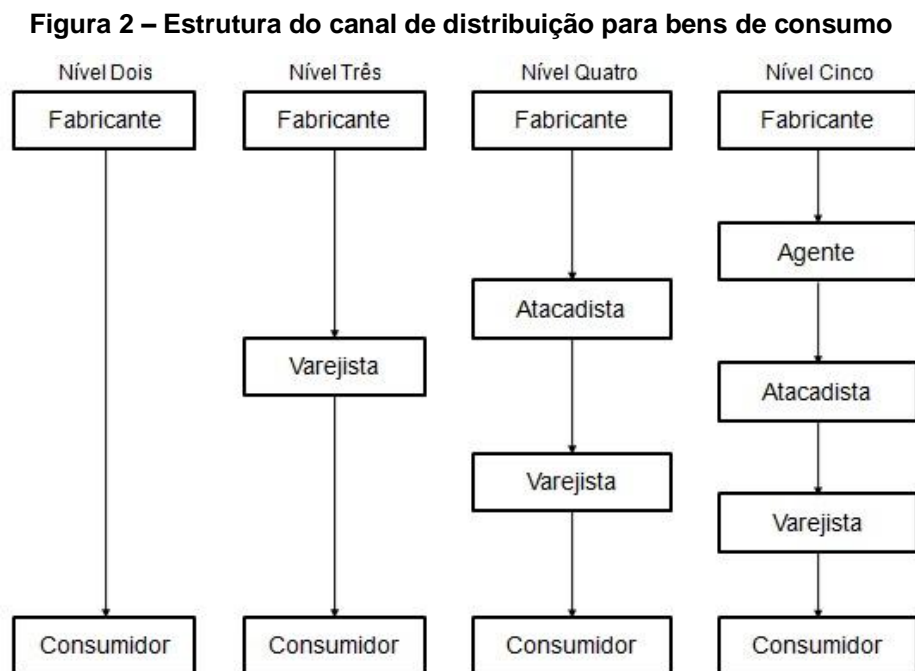 Figura 2 – Estrutura do canal de distribuição para bens de consumo
Nível Dois
Fabricante
Consumidor
Nível Três
Fabricante
Varejista
Consumidor
Nível Quatro
Fabricante
Atacadista
Varejista
Consumidor
Nível Cinco
Fabricante
Agente
Atacadista
Varejista
Consumidor